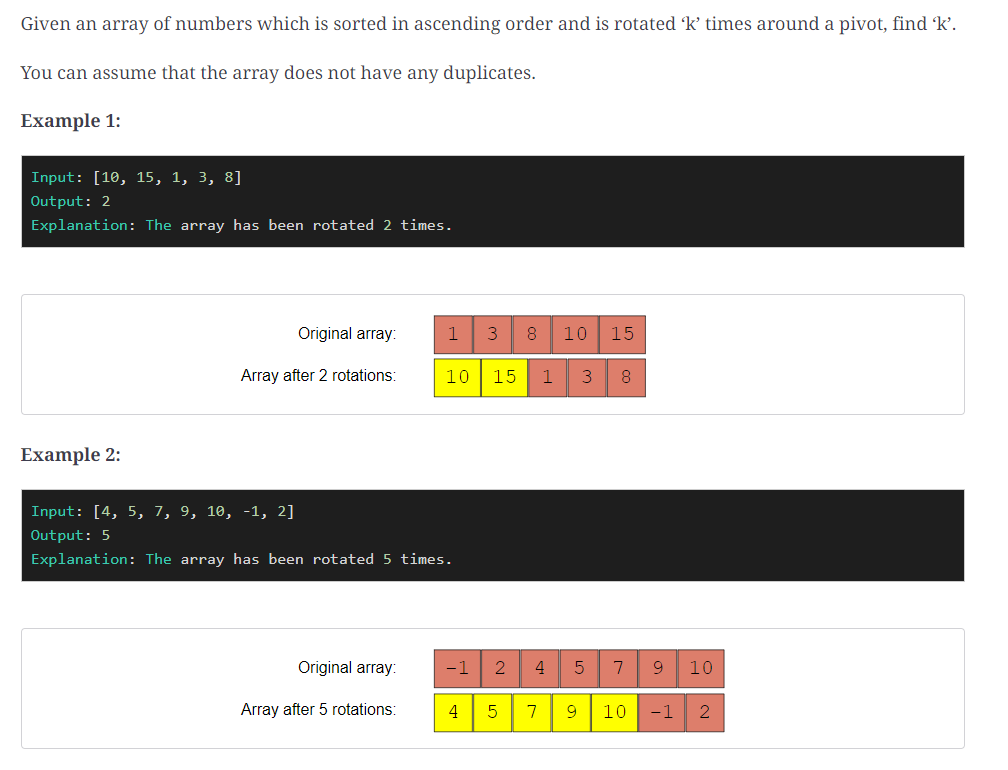 Given an array of numbers which is sorted in ascending order and is rotated ‘k’ times around a pivot, find ‘k’.
You can assume that the array does not have any duplicates.
Example 1:
Input: [10, 15, 1, 3, 8]
Output: 2
Explanation: The array has been rotated 2 times.
Original array: 1 3 8 10 15
Array after 2 rotations: 10 15 1 3 8
Example 2:
Input: [4, 5, 7, 9, 10, -1, 2]
Output: 5
Explanation: The array has been rotated 5 times.
Original array: -1 2 4 5 7 9 10
Array after 5 rotations: 4 5 7 9 10 -1 2